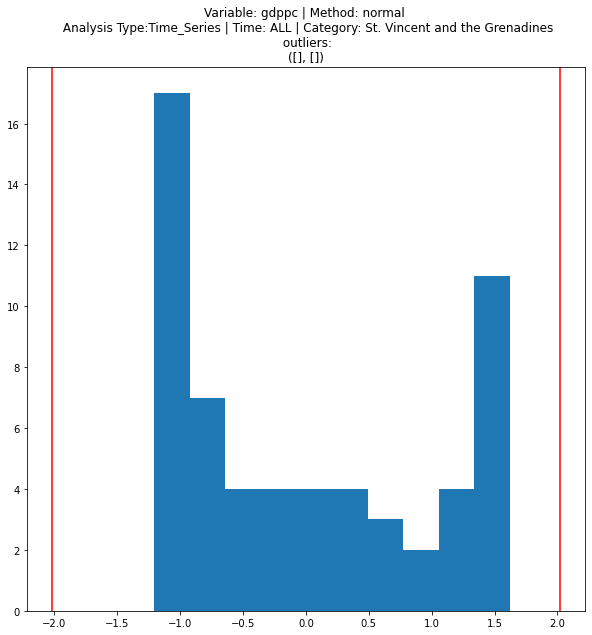 Variable: gdppc | Method: normal
Analysis Type:Time_Series | Time: ALL | Category: St. Vincent and the Grenadines
outliers:
([], [])
16
14
12
10
8
6
4
2
0
−2.0 −1.5 −1.0 −0.5 0.0 0.5 1.0 1.5 2.0